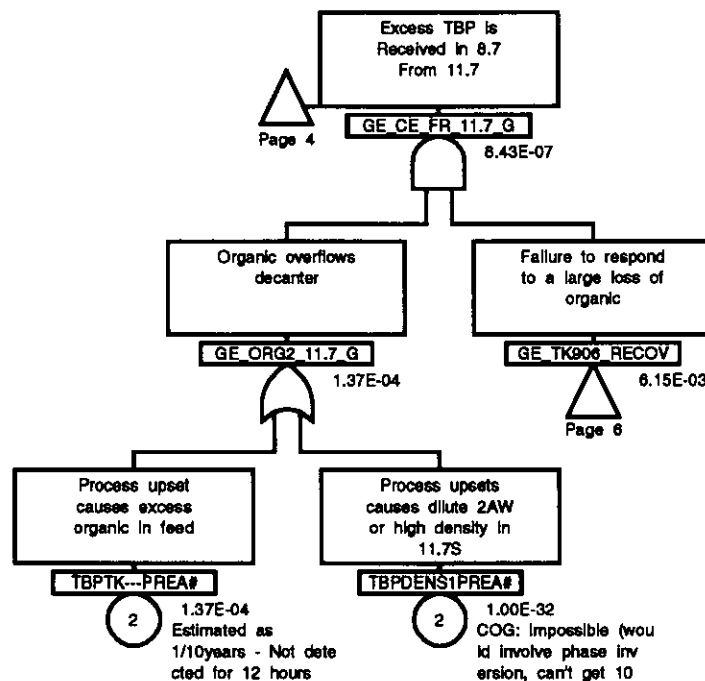 Excess TBP is
Received in 8.7
From 11.7
Page 4
GE_CE_FR_11.7_G
8.43E-07
Organic overflows
decanter
GE_ORG2_11.7_G
1.37E-04
Failure to respond
to a large loss of
organic
GE_TK906_RECOV
6.15E-03
Page 6
Process upset
causes excess
organic in feed
TBPTK---PREA#
2
1.37E-04
Estimated as
1/10years - Not dete
cted for 12 hours
Process upsets
causes dilute 2AW
or high density in
11.7S
TBPDENS1PREA#
2
1.00E-32
COG: Impossible (wou
ld involve phase inv
ersion, can't get 10